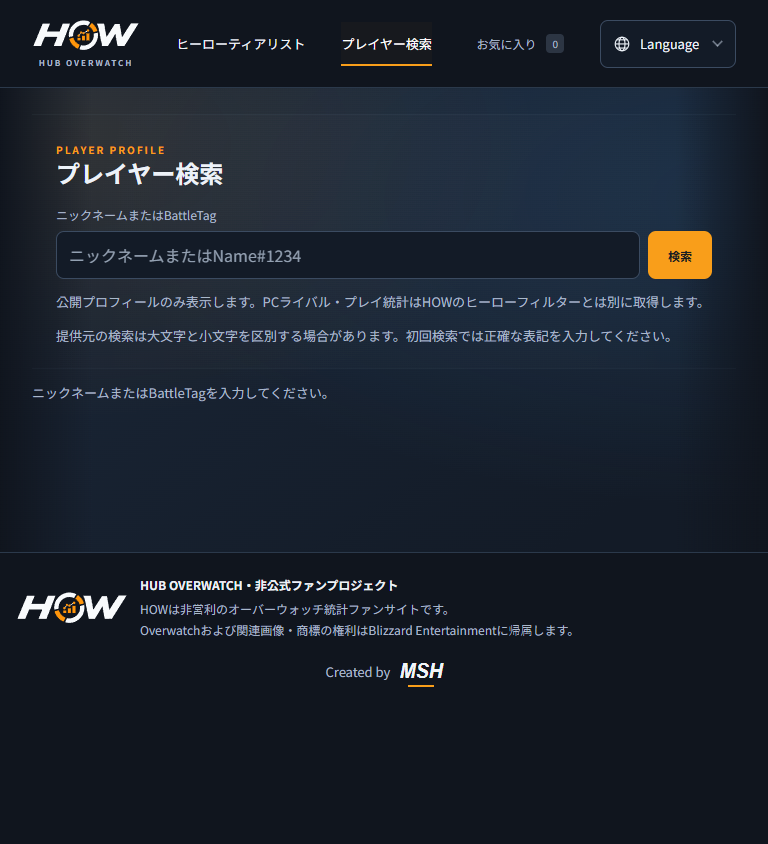 HOW
HUB OVERWATCH
ヒーローティアリスト
プレイヤー検索
お気に入り 0
Language
PLAYER PROFILE
プレイヤー検索
ニックネームまたはBattleTag
ニックネームまたはName#1234
検索
公開プロフィールのみ表示します。PCライバル・プレイ統計はHOWのヒーローフィルターとは別に取得します。
提供元の検索は大文字と小文字を区別する場合があります。初回検索では正確な表記を入力してください。
ニックネームまたはBattleTagを入力してください。
HOW
HUB OVERWATCH・非公式ファンプロジェクト
HOWは非営利のオーバーウォッチ統計ファンサイトです。
Overwatchおよび関連画像・商標の権利はBlizzard Entertainmentに帰属します。
Created by MSH